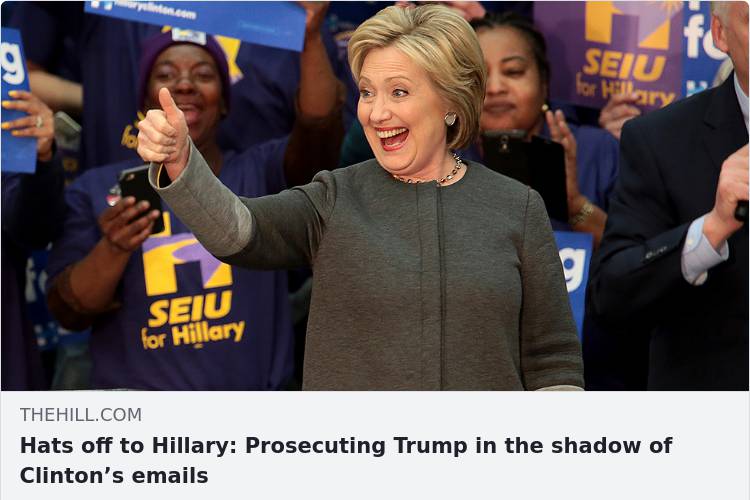 hillaryclinton.com
SEIU
for Hillary
g
fo
g
SEIU
for Hillary
THEHILL.COM
Hats off to Hillary: Prosecuting Trump in the shadow of
Clinton’s emails